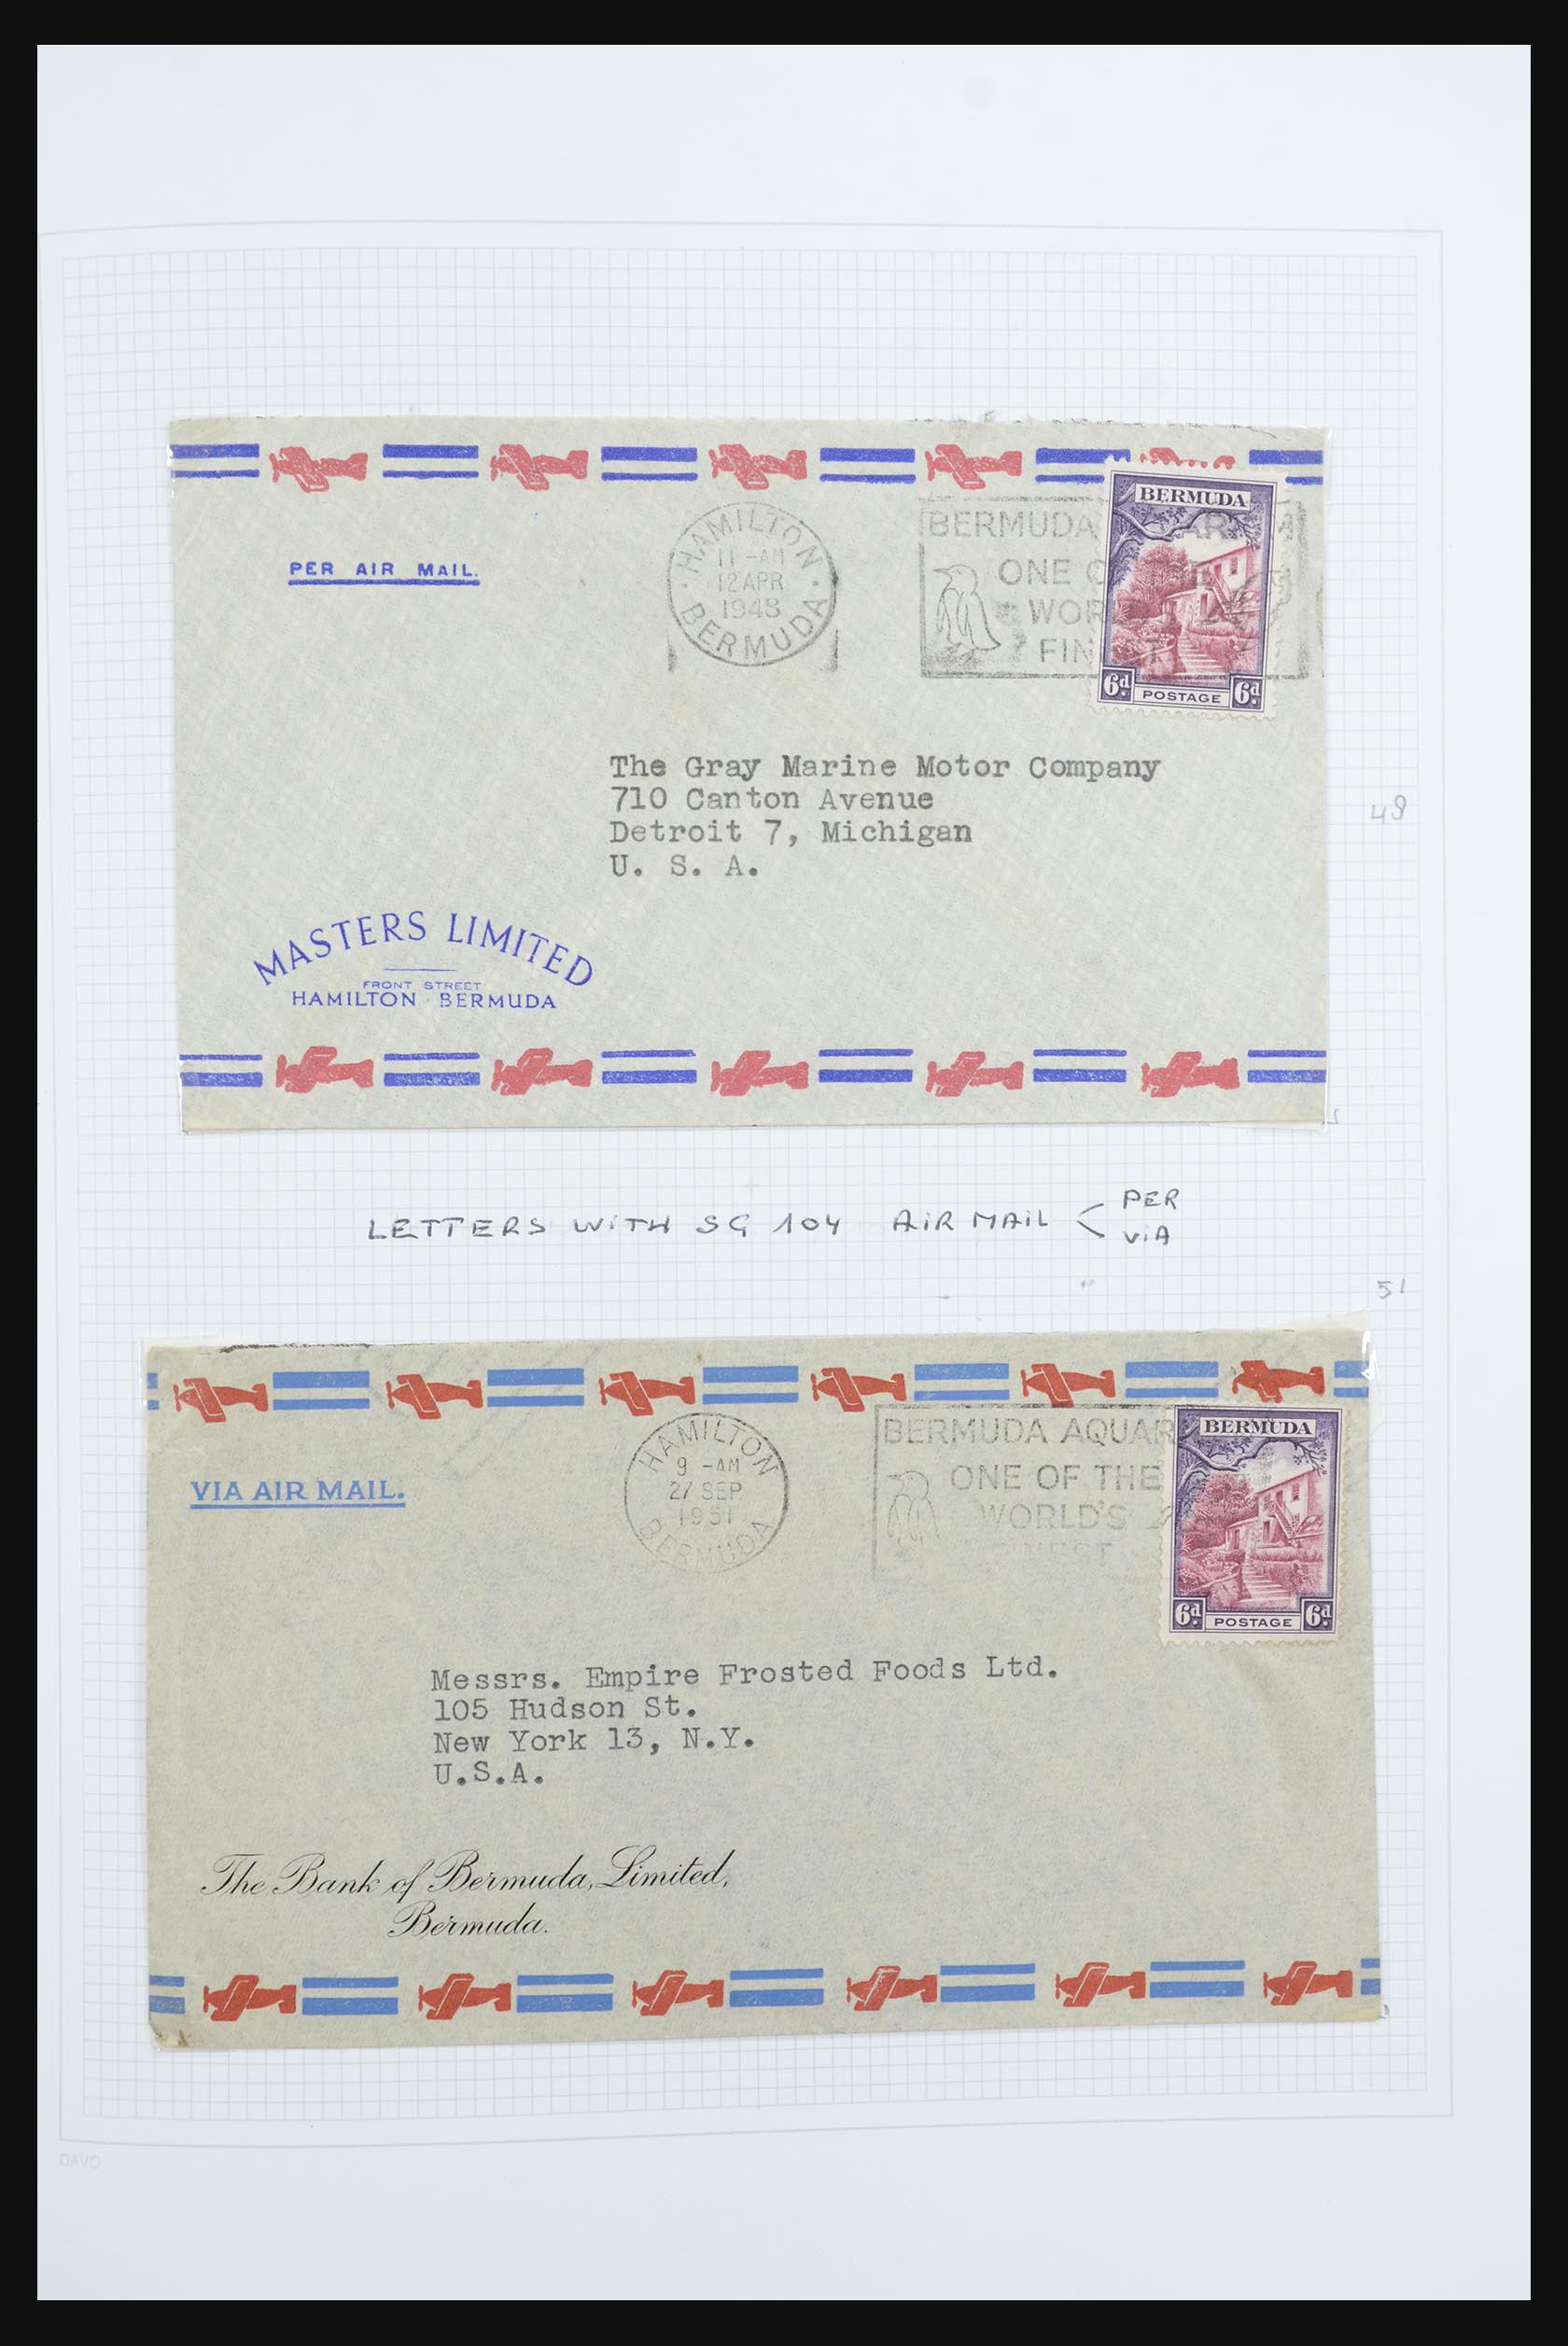 BERMUDA
HAMILTON
11 -AM
12 APR
1948
BERMUDA
BERMUDA
ONE
PER AIR MAIL.
6d POSTAGE 6d
The Gray Marine Motor Company
710 Canton Avenue
Detroit 7, Michigan
U. S. A.
48
MASTERS LIMITED
FRONT STREET
HAMILTON BERMUDA
LETTERS WITH SG 104 AIR MAIL
PER
VIA
51
BERMUDA
HAMILTON
9 -AM
27 SEP
1951
BERMUDA
BERMUDA AQUAR
ONE OF THE
WORLD'S
FINEST
VIA AIR MAIL.
6d POSTAGE 6d
Messrs. Empire Frosted Foods Ltd.
105 Hudson St.
New York 13, N.Y.
U.S.A.
The Bank of Bermuda, Limited,
Bermuda.
DAVO